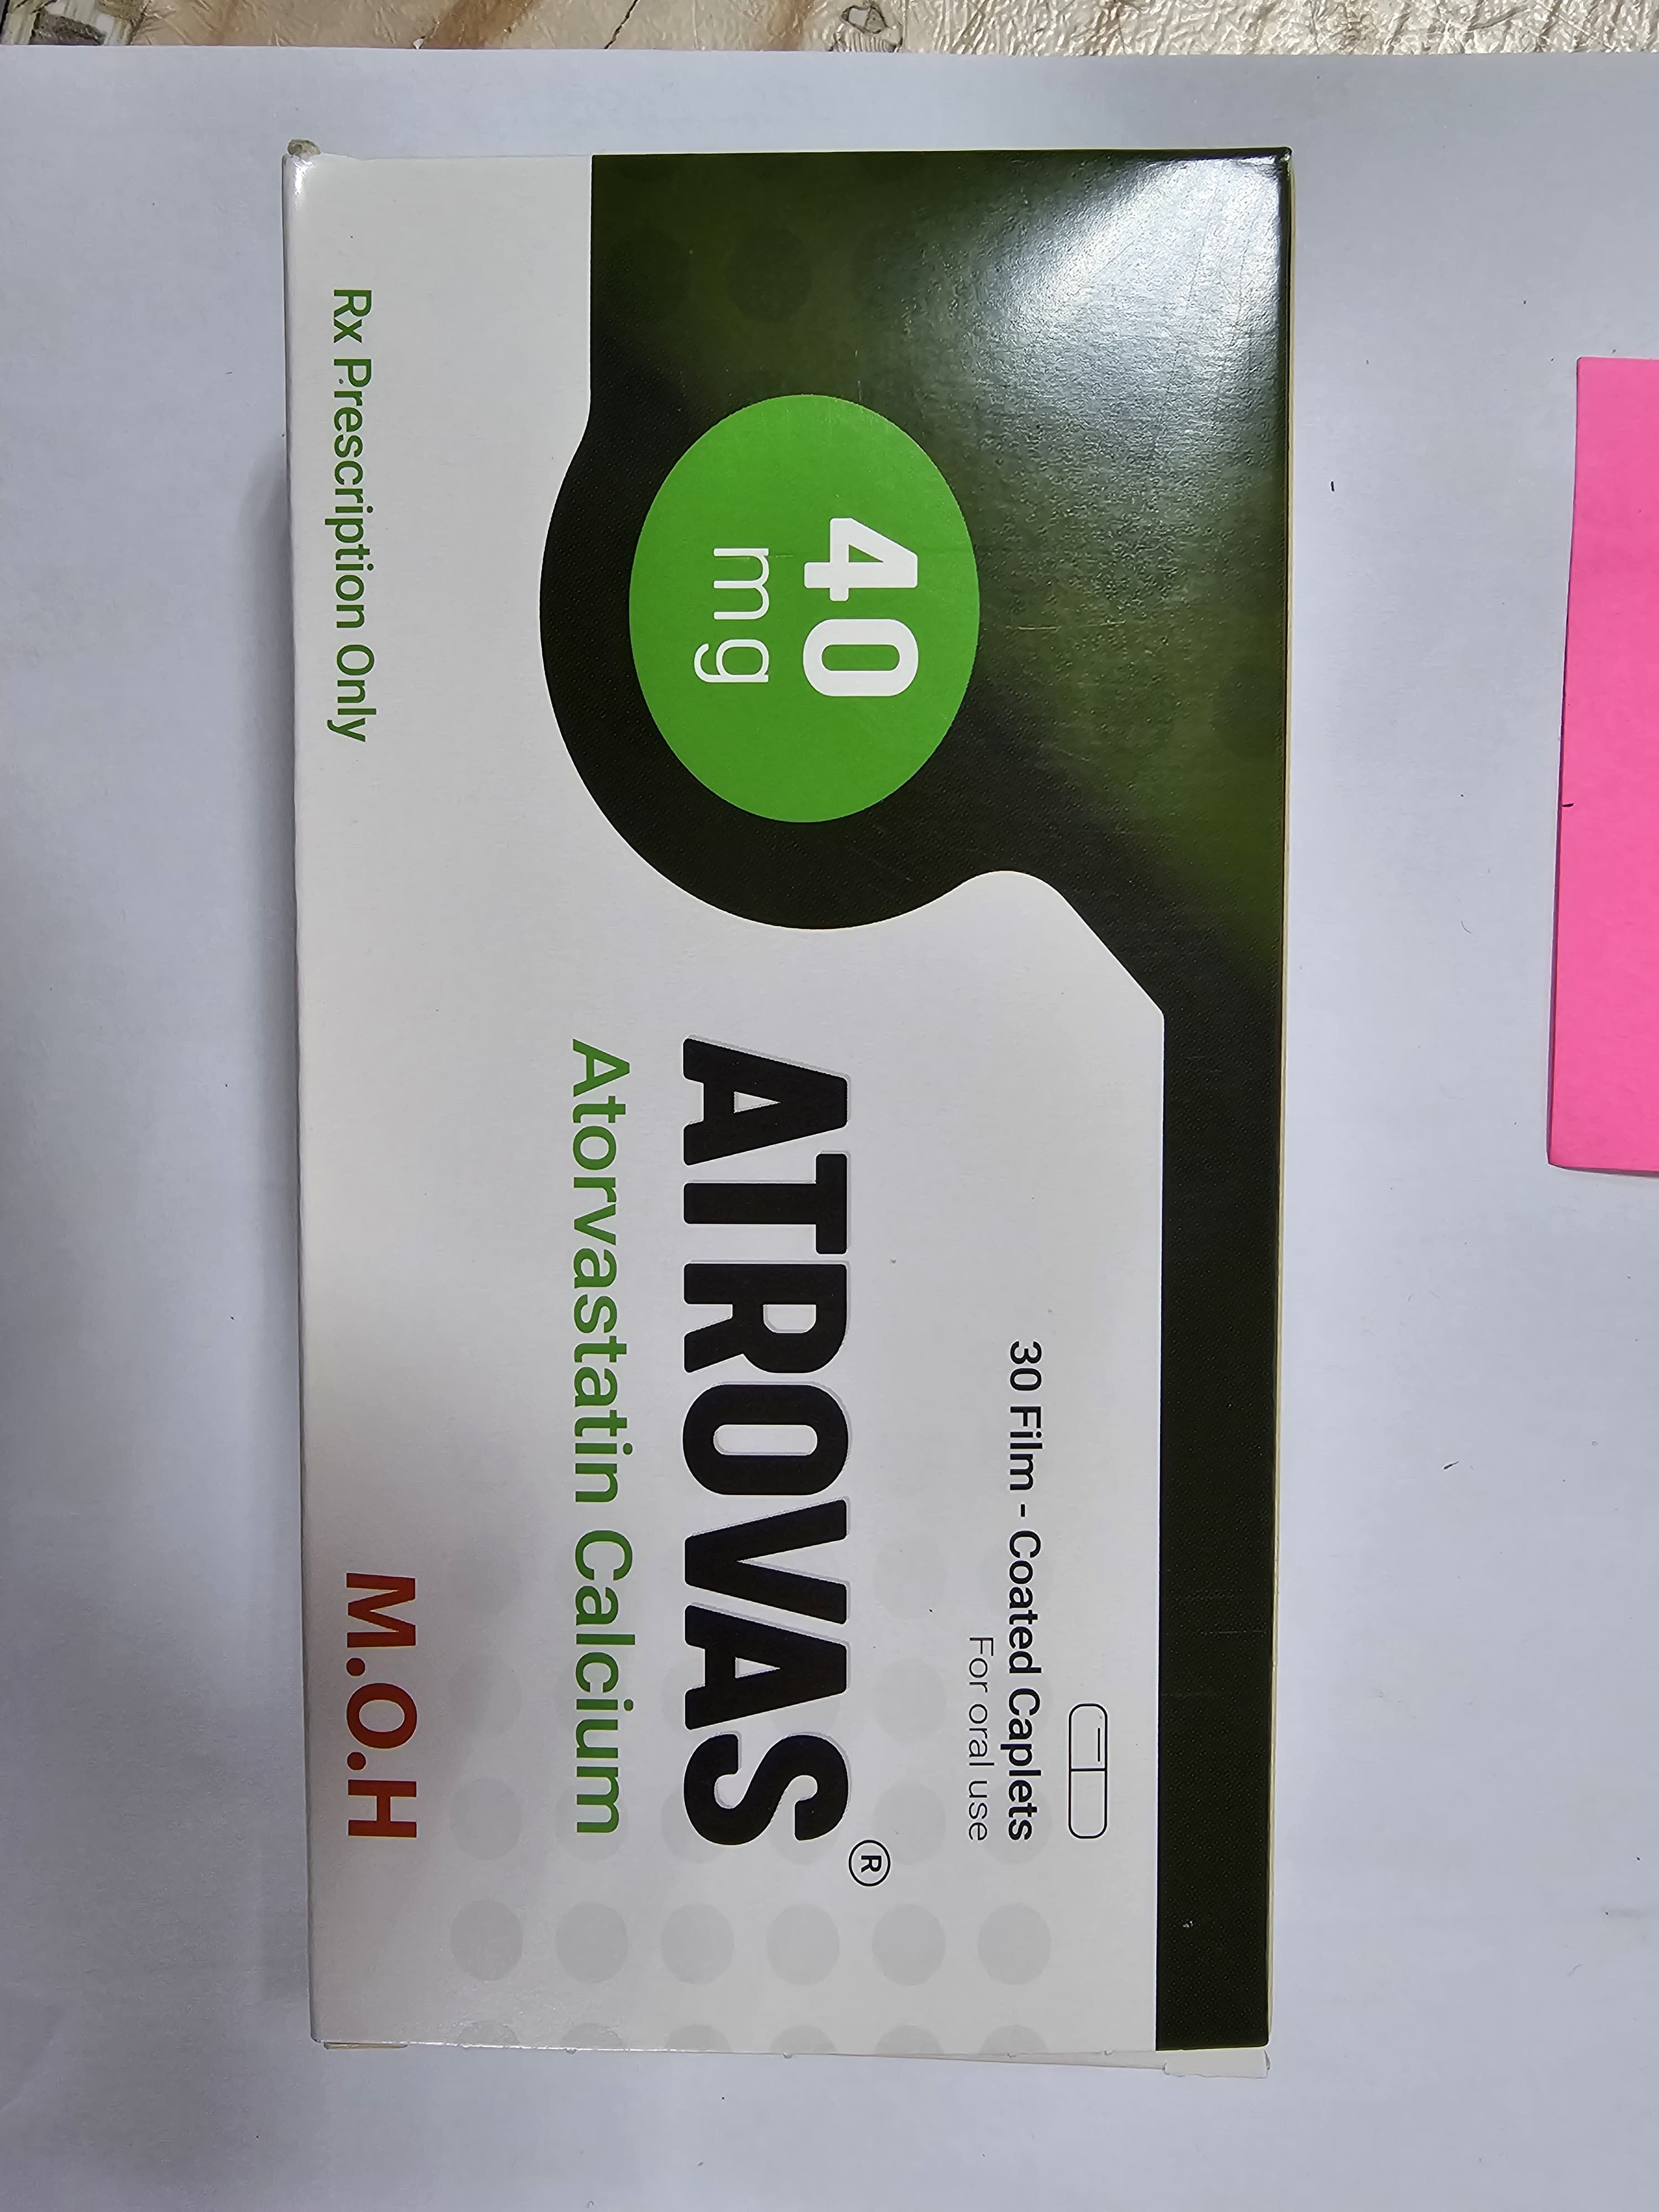 30 Film - Coated Caplets
For oral use
40
mg
ATROVAS®
Atorvastatin Calcium
Rx Prescription Only
M.O.H